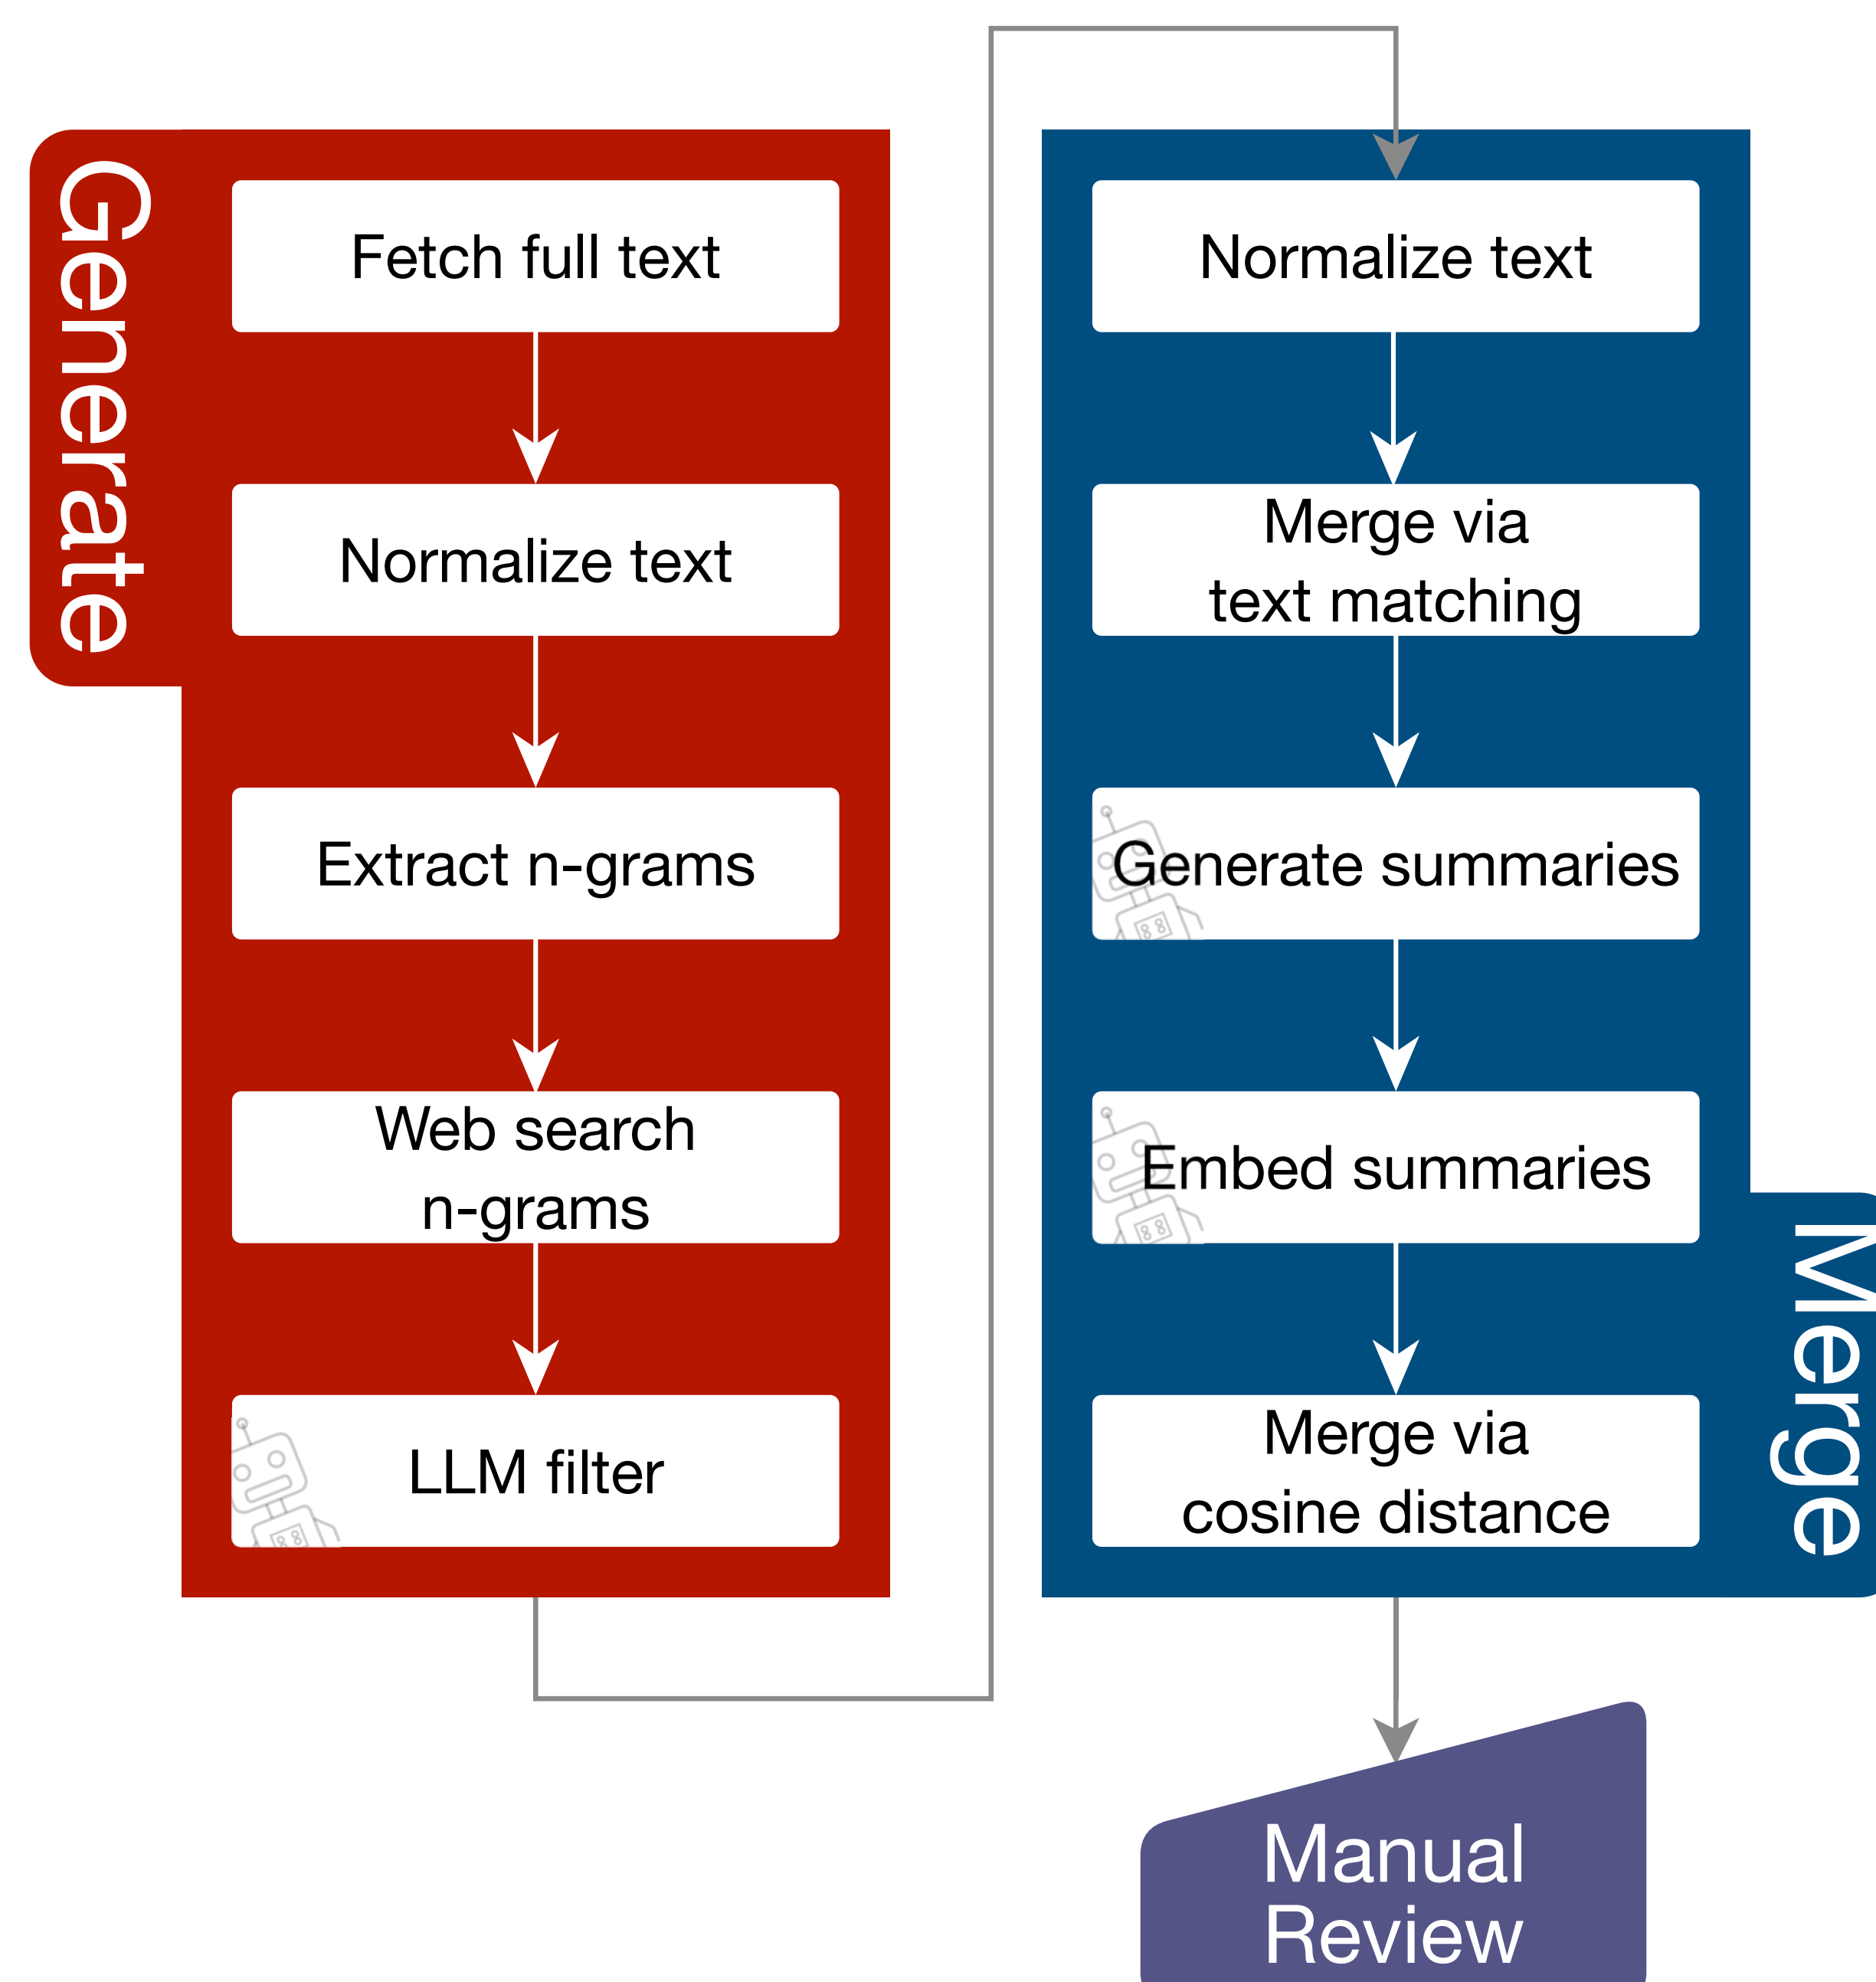 Generate
Fetch full text
Normalize text
Extract n-grams
Web search
n-grams
LLM filter
Merge
Normalize text
Merge via
text matching
Generate summaries
Embed summaries
Merge via
cosine distance
Manual
Review